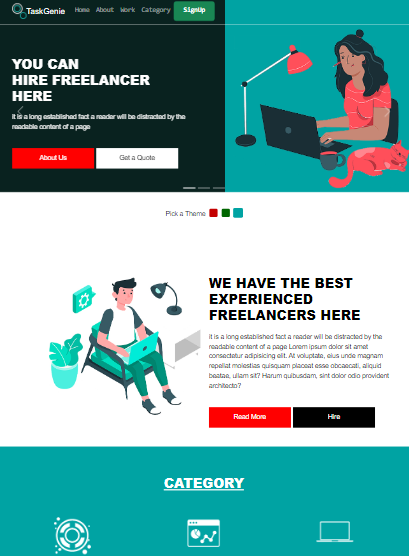 TaskGenie
Home About Work Category SignUp
YOU CAN
HIRE FREELANCER
HERE
It is a long established fact a reader will be distracted by the
readable content of a page
About Us Get a Quote
Pick a Theme
WE HAVE THE BEST
EXPERIENCED
FREELANCERS HERE
It is a long established fact a reader will be distracted by the
readable content of a page Lorem ipsum dolor sit amet
consectetur adipisicing elit. At voluptate, eius unde magnam
repellat molestias quisquam placeat esse obcaecati, aliquid
beatae, ullam sit? Harum quibusdam, sint dolor odio provident
architecto?
Read More Hire
CATEGORY